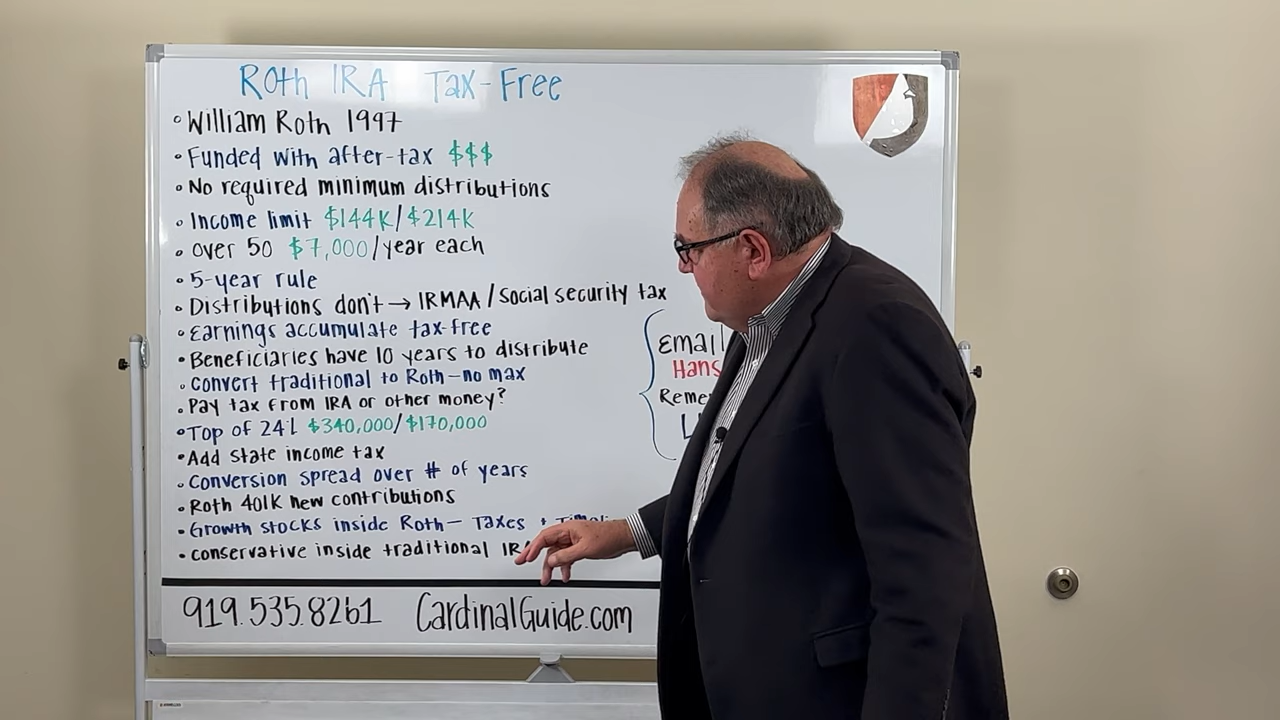 Roth IRA Tax-Free
• William Roth 1997
• Funded with after-tax $$$
• No required minimum distributions
• Income limit $144K/$214K
• Over 50 $7,000/year each
• 5-year rule
• Distributions don't → IRMAA/Social security tax
• Earnings accumulate tax-free
• Beneficiaries have 10 years to distribute
• Convert traditional to Roth-no max
• Pay tax from IRA or other money?
• Top of 24% $340,000/$170,000
• Add state income tax
• Conversion spread over # of years
• Roth 401K new contributions
• Growth stocks inside Roth- Taxes +
• conservative inside traditional IRA
Email
Hans
919.535.8261 CardinalGuide.com